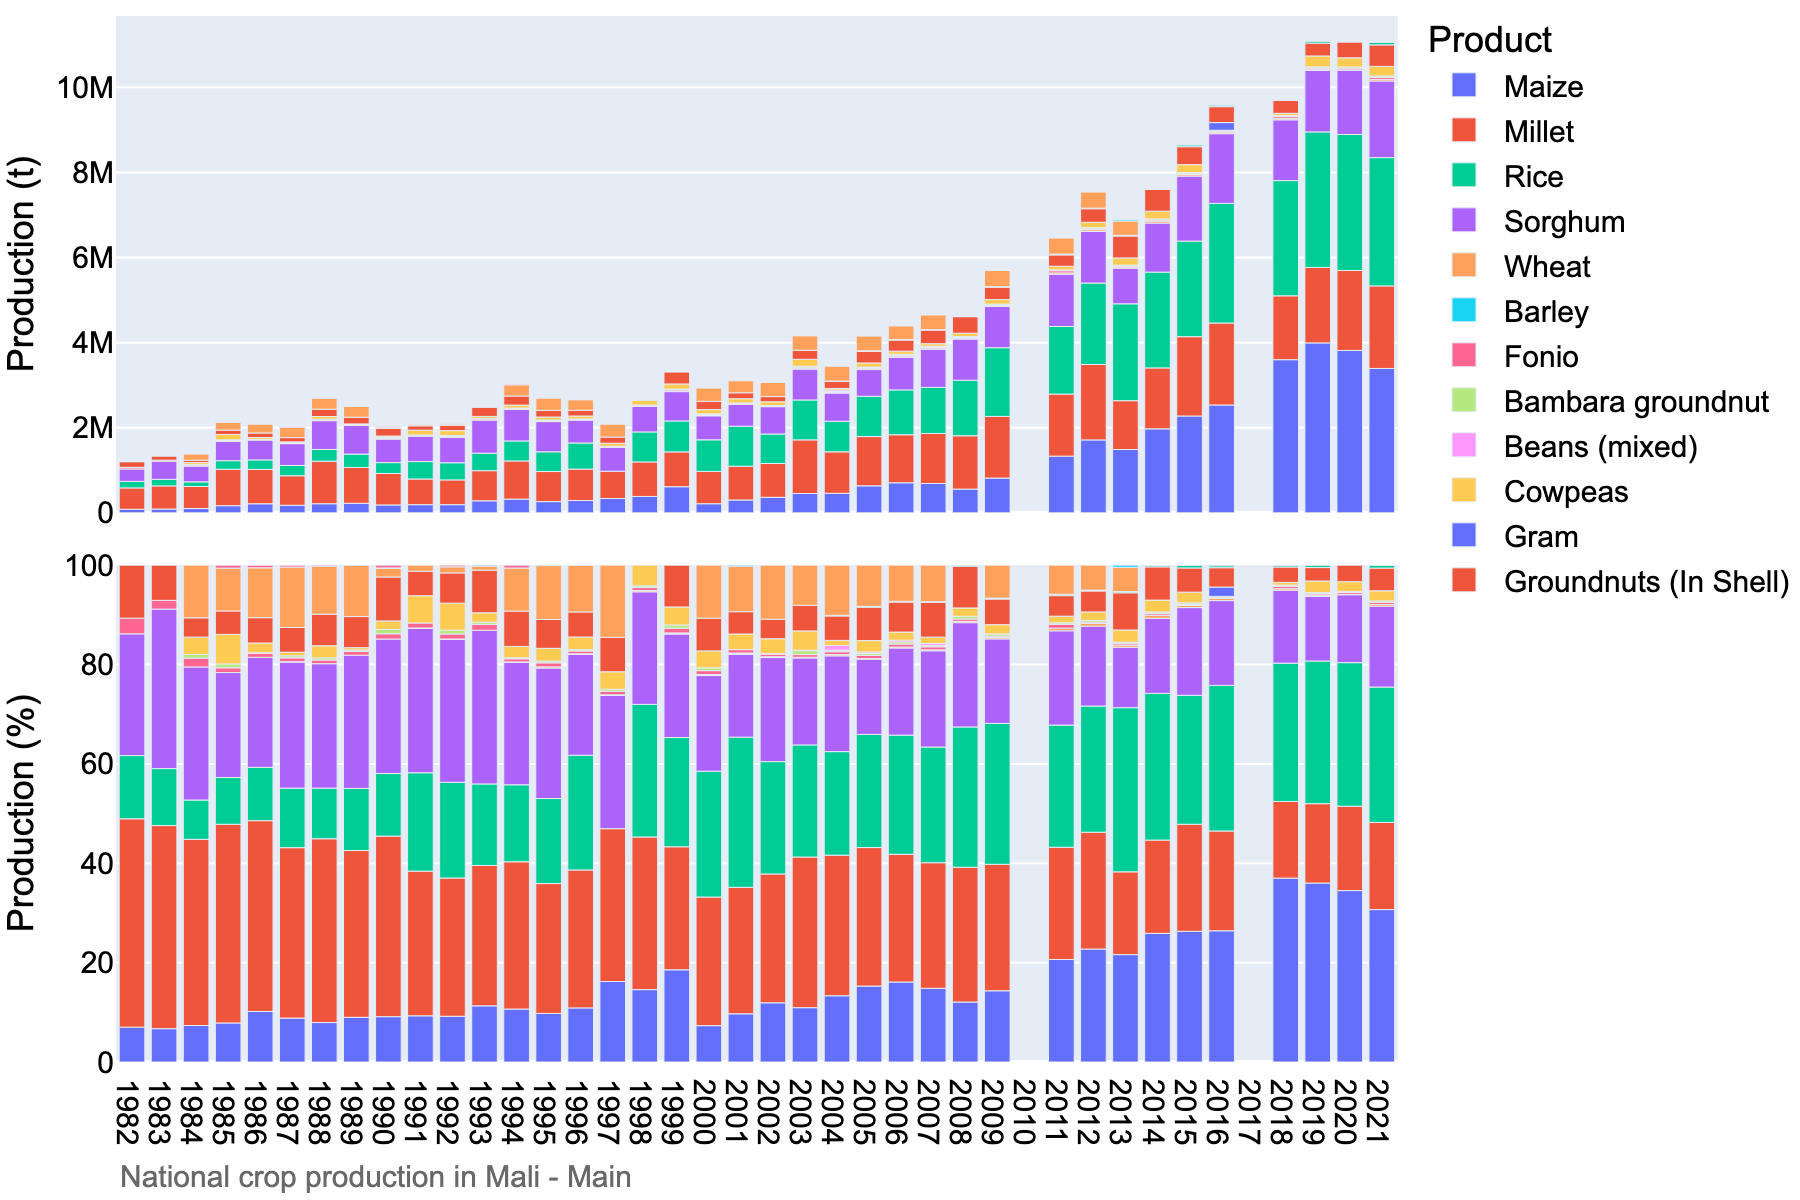 Production (t)
10M
8M
6M
4M
2M
0
Production (%)
100
80
60
40
20
0
1982 1983 1984 1985 1986 1987 1988 1989 1990 1991 1992 1993 1994 1995 1996 1997 1998 1999 2000 2001 2002 2003 2004 2005 2006 2007 2008 2009 2010 2011 2012 2013 2014 2015 2016 2017 2018 2019 2020 2021
National crop production in Mali - Main
Product
Maize
Millet
Rice
Sorghum
Wheat
Barley
Fonio
Bambara groundnut
Beans (mixed)
Cowpeas
Gram
Groundnuts (In Shell)